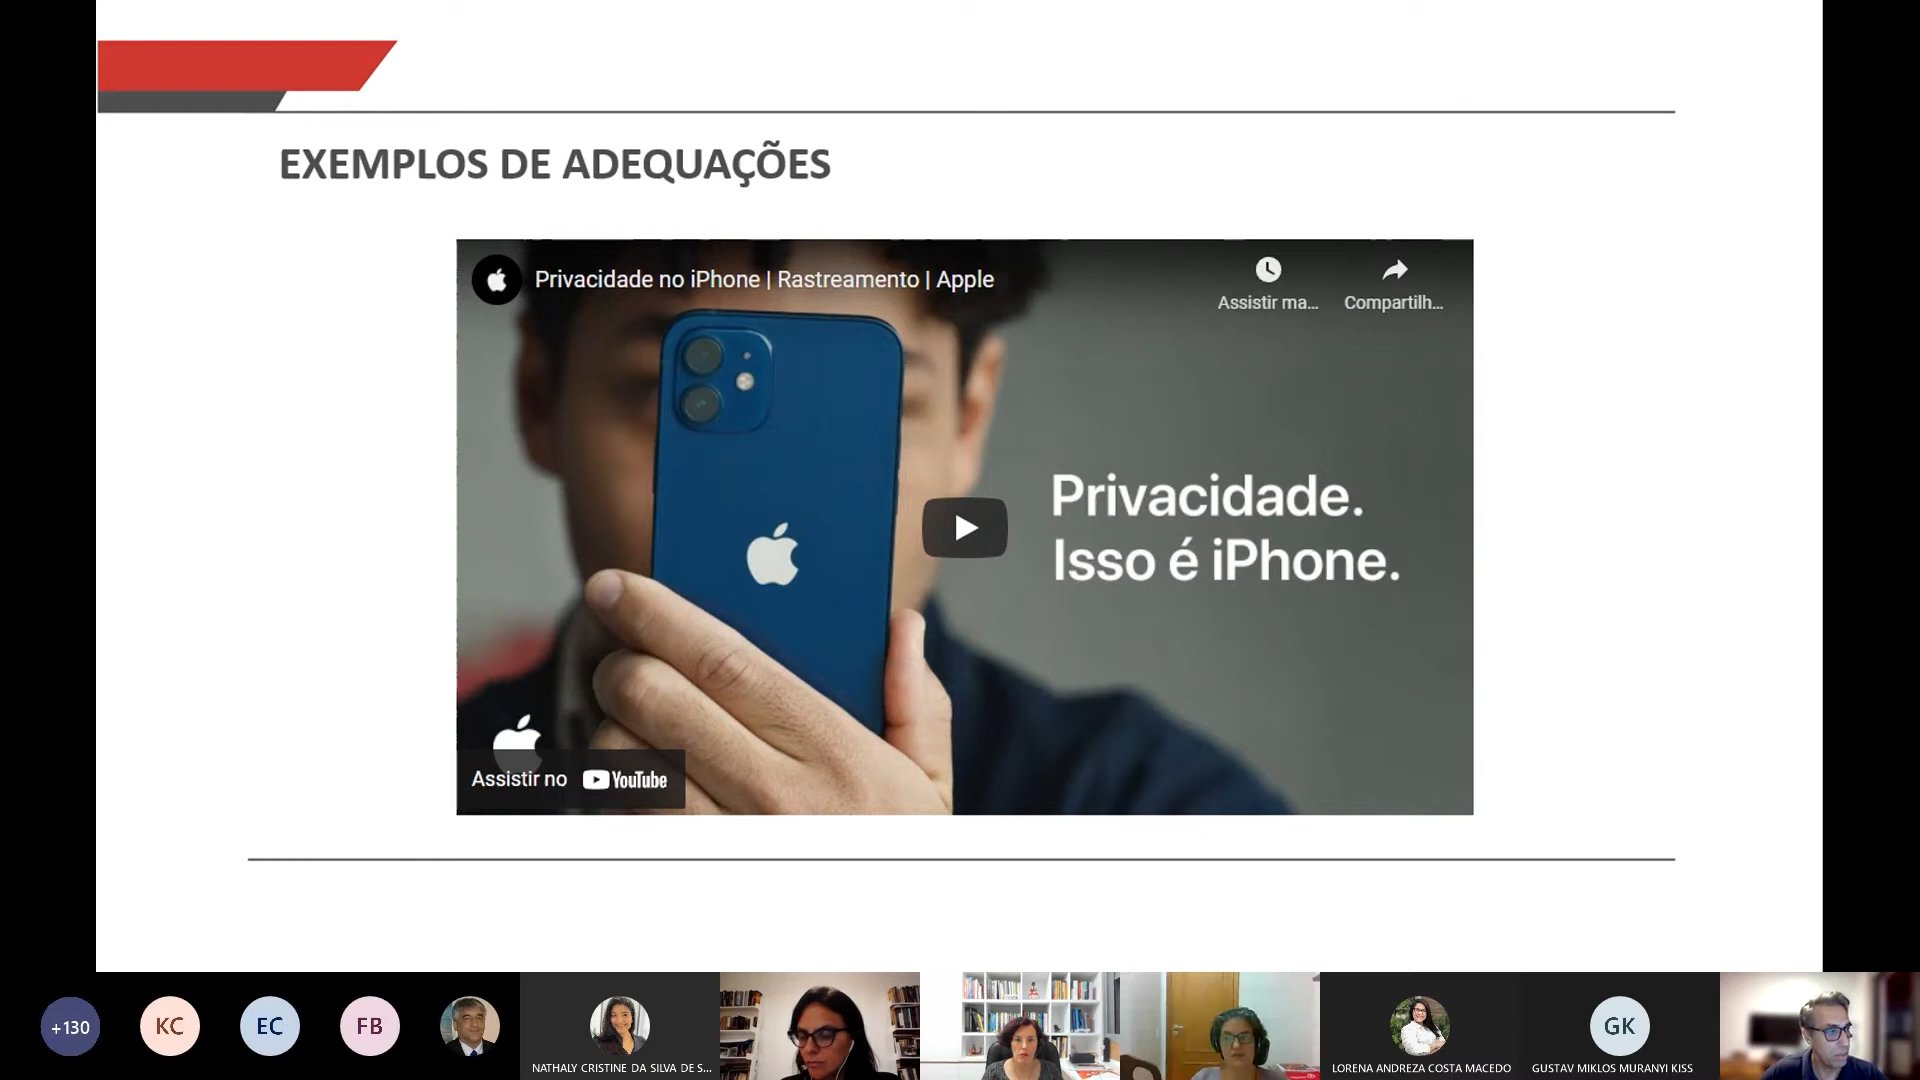 EXEMPLOS DE ADEQUAÇÕES
Privacidade no iPhone | Rastreamento | Apple
Assistir ma...
Compartilh...
Privacidade.
Isso é iPhone.
Assistir no YouTube
+130
KC
EC
FB
NATHALY CRISTINE DA SILVA DE S...
LORENA ANDREZA COSTA MACEDO
GK
GUSTAV MIKLOS MURANYI KISS